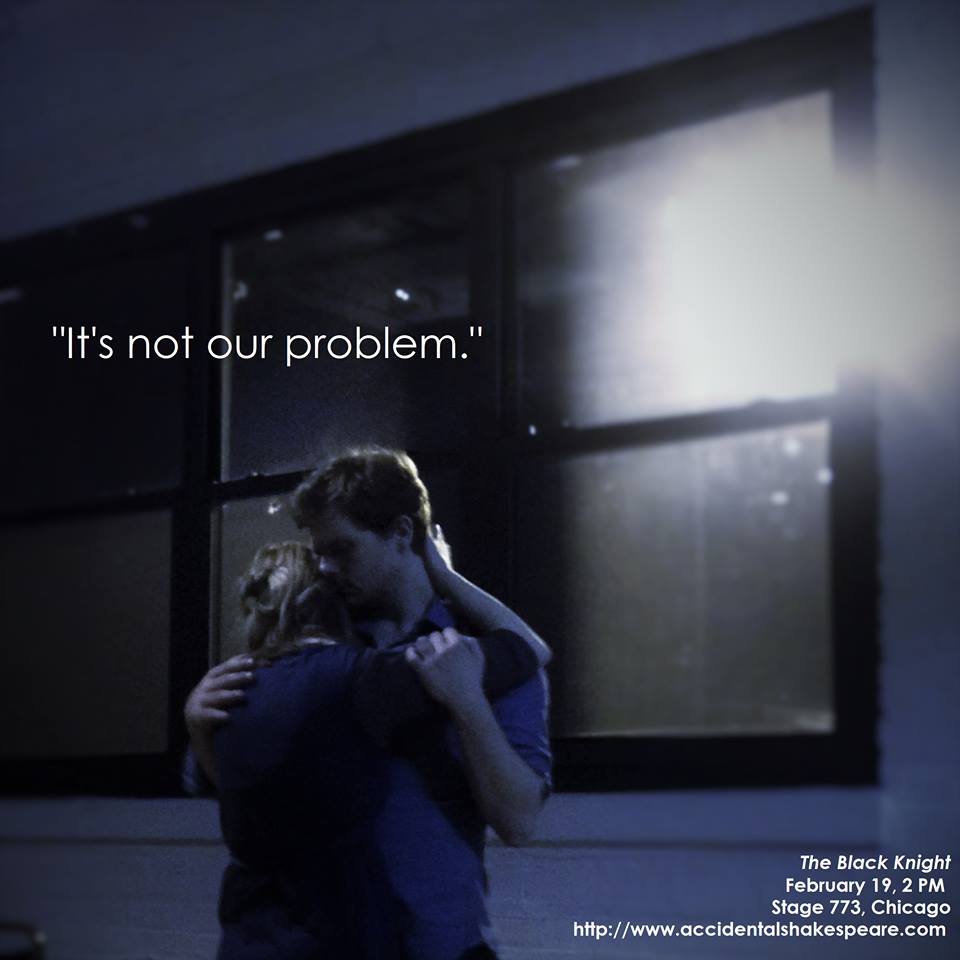 "It's not our problem."
The Black Knight
February 19, 2 PM
Stage 773, Chicago
http://www.accidentalshakespeare.com